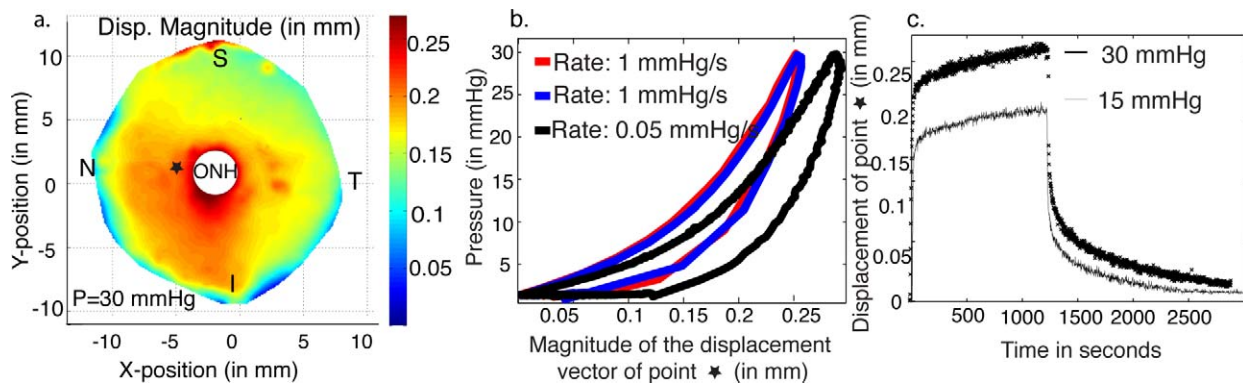 a.
Disp. Magnitude (in mm)
S
N
ONH
T
I
P=30 mmHg
10
5
0
-5
-10
Y-position (in mm)
-10
-5
0
5
10
X-position (in mm)
0.25
0.2
0.15
0.1
0.05
b.
30
25
20
15
10
5
Pressure (in mmHg)
Rate: 1 mmHg/s
Rate: 1 mmHg/s
Rate: 0.05 mmHg/s
0.05
0.1
0.15
0.2
0.25
Magnitude of the displacement
vector of point ★ (in mm)
c.
Displacement of point ★ (in mm)
0.25
0.2
0.15
0.1
0.05
0
30 mmHg
15 mmHg
500
1000
1500
2000
2500
Time in seconds